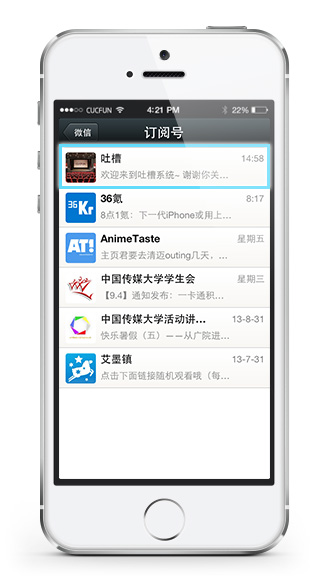 CUCFUN 4:21 PM 22%
微信 订阅号
吐槽 14:58
欢迎来到吐槽系统~ 谢谢你关...
36Kr
36氪 8:17
8点1氪：下一代iPhone或用上...
AT!
AnimeTaste 星期五
主页君要去清迈outing几天，...
中国传媒大学学生会 星期三
【9.4】通知发布：一卡通积...
中国传媒大学活动讲... 13-8-31
快乐暑假（五）——从广院进...
艾墨镇 13-7-31
点击下面链接随机观看哦（每...